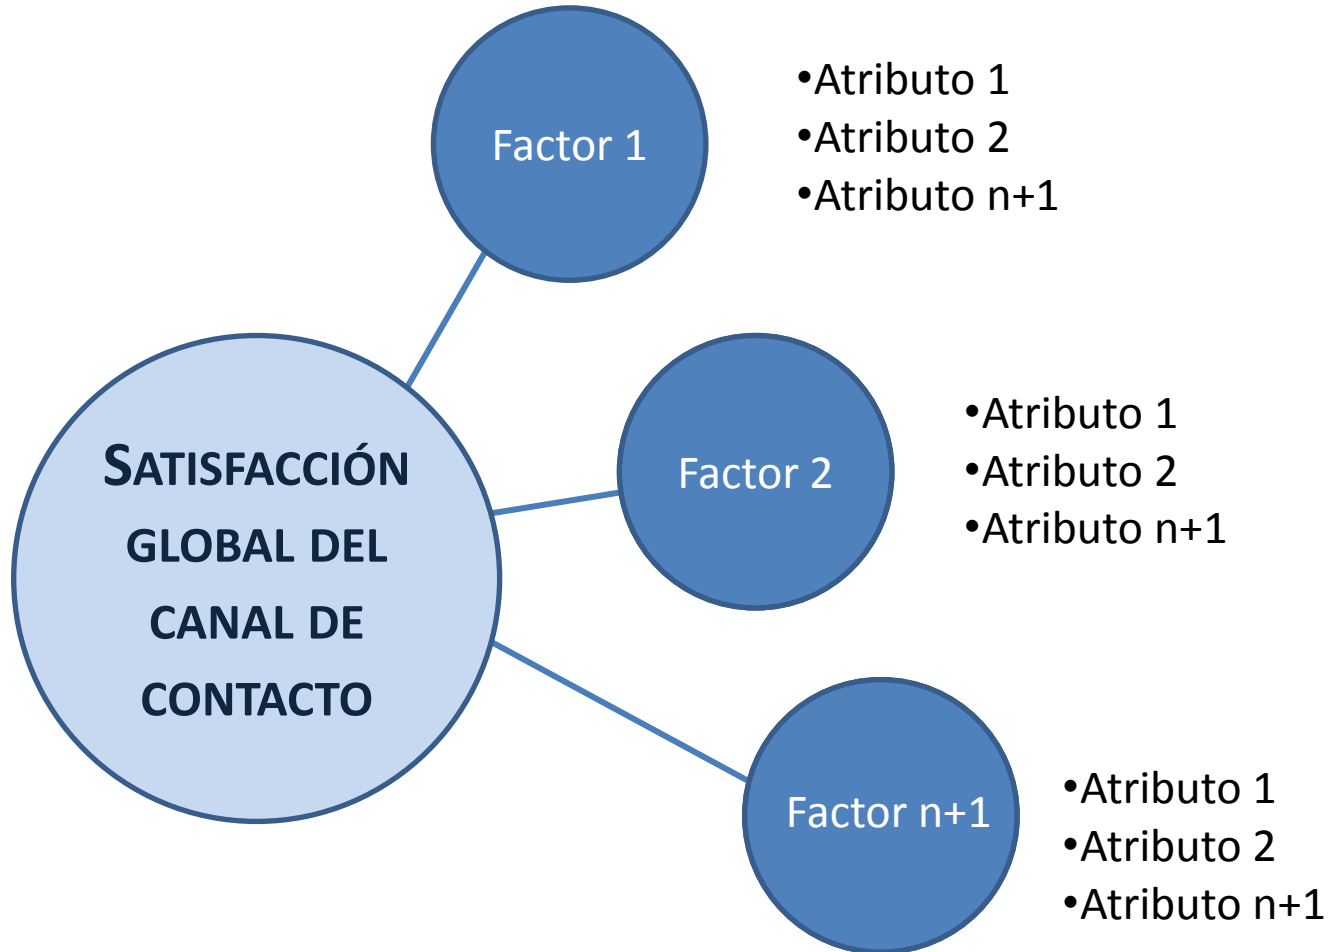 Factor 1
•Atributo 1
•Atributo 2
•Atributo n+1
SATISFACCIÓN
GLOBAL DEL
CANAL DE
CONTACTO
Factor 2
•Atributo 1
•Atributo 2
•Atributo n+1
Factor n+1
•Atributo 1
•Atributo 2
•Atributo n+1